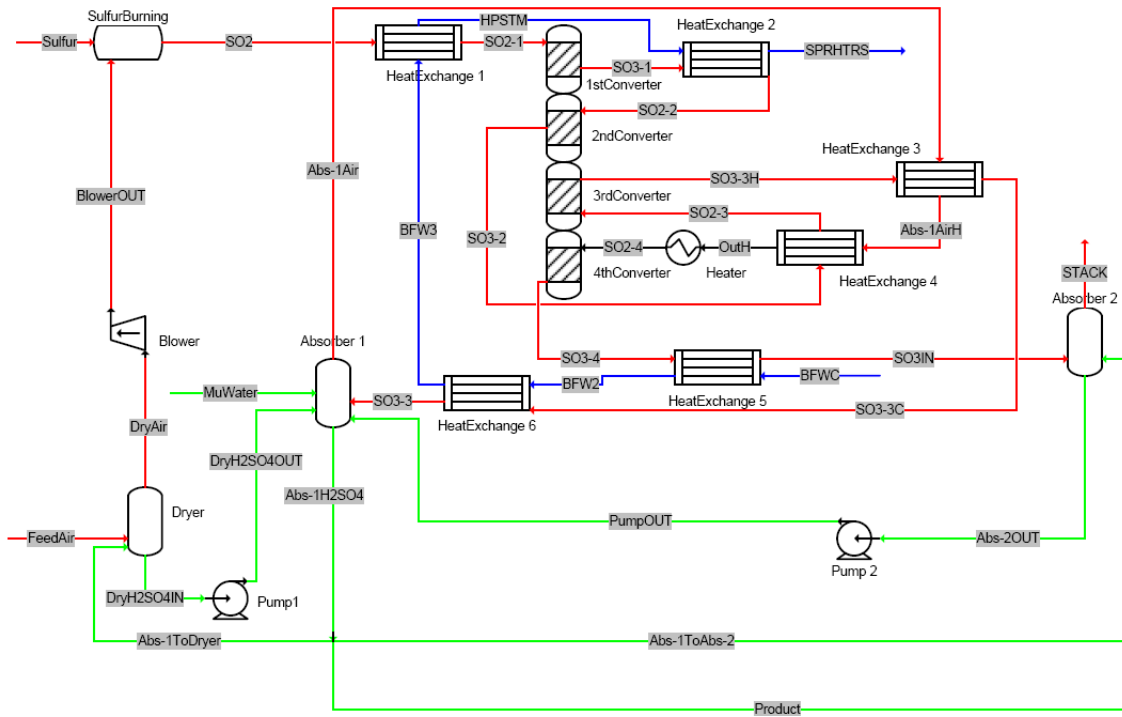 SulfurBurning
Sulfur
SO2
HPSTM
HeatExchange 2
SO2-1
SPRHTRS
HeatExchange 1
SO3-1
1stConverter
SO2-2
2ndConverter
HeatExchange 3
Abs-1Air
SO3-3H
BlowerOUT
3rdConverter
SO2-3
BFW3
SO3-2
Abs-1AirH
SO2-4
OutH
4thConverter
Heater
HeatExchange 4
STACK
Absorber 2
Blower
Absorber 1
SO3-4
SO3IN
BFW2
BFWC
MuWater
HeatExchange 5
SO3-3
SO3-3C
HeatExchange 6
DryAir
DryH2SO4OUT
Abs-1H2SO4
Dryer
PumpOUT
FeedAir
Abs-2OUT
Pump 2
DryH2SO4IN
Pump1
Abs-1ToDryer
Abs-1ToAbs-2
Product